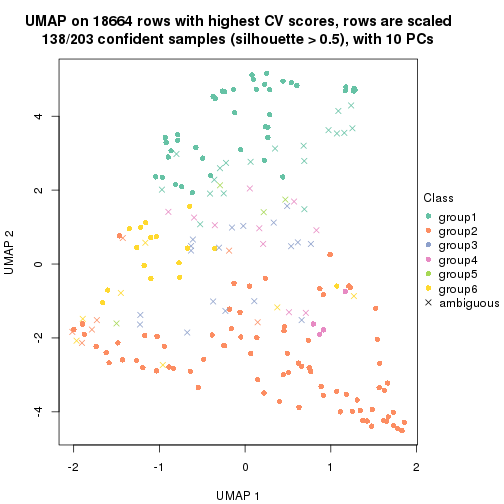 UMAP on 18664 rows with highest CV scores, rows are scaled
138/203 confident samples (silhouette > 0.5), with 10 PCs
UMAP 2
4
2
0
-2
-4
-2
-1
0
1
2
UMAP 1
Class
group1
group2
group3
group4
group5
group6
ambiguous